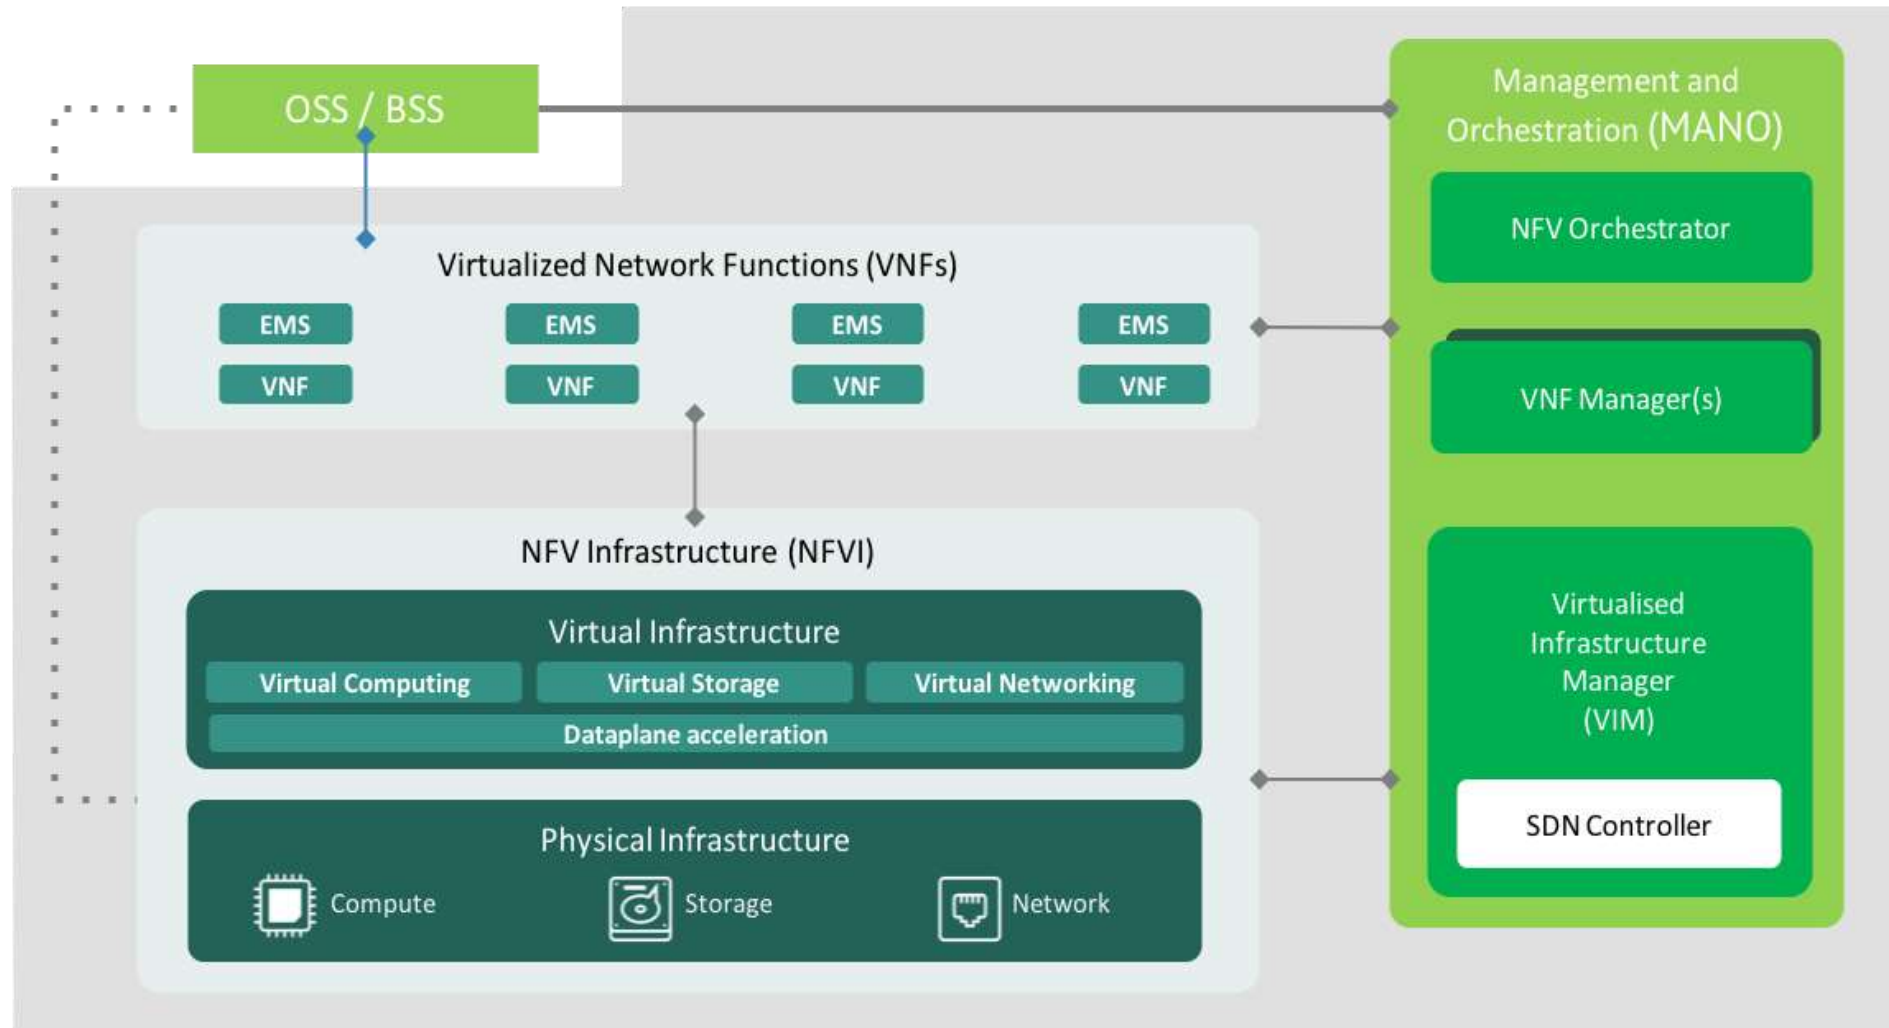 OSS / BSS
Management and
Orchestration (MANO)
NFV Orchestrator
VNF Manager(s)
Virtualised
Infrastructure
Manager
(VIM)
SDN Controller
Virtualized Network Functions (VNFs)
EMS EMS EMS EMS
VNF VNF VNF VNF
NFV Infrastructure (NFVI)
Virtual Infrastructure
Virtual Computing Virtual Storage Virtual Networking
Dataplane acceleration
Physical Infrastructure
Compute Storage Network